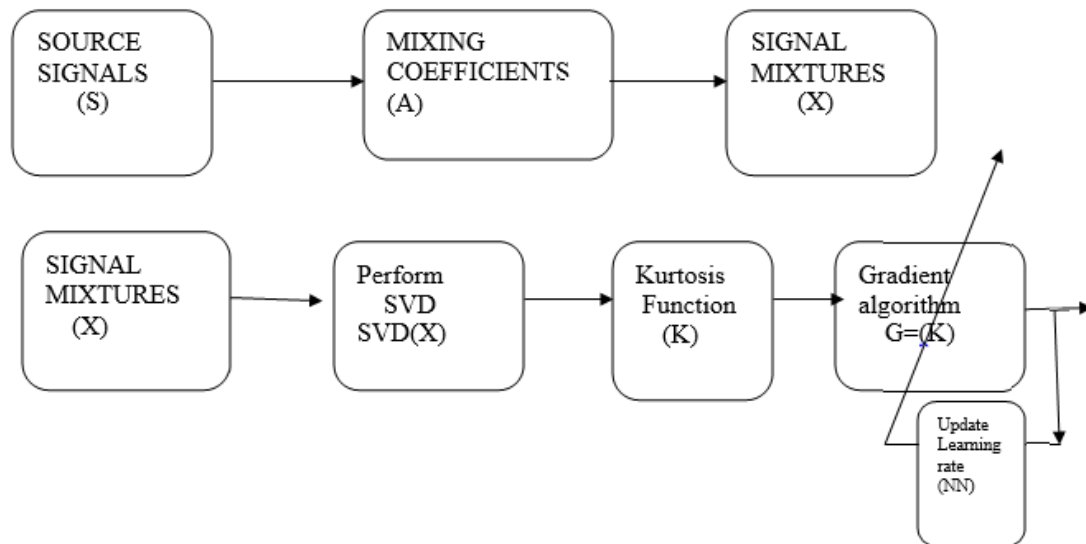 SOURCE
SIGNALS
(S)
MIXING
COEFFICIENTS
(A)
SIGNAL
MIXTURES
(X)
SIGNAL
MIXTURES
(X)
Perform
SVD
SVD(X)
Kurtosis
Function
(K)
Gradient
algorithm
G=(K)
Update
Learning
rate
(NN)